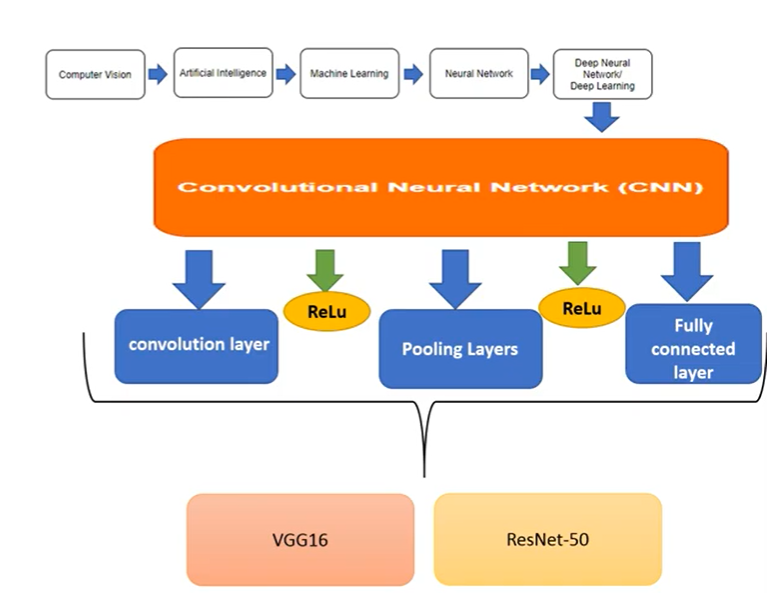 Computer Vision
Artificial Intelligence
Machine Learning
Neural Network
Deep Neural
Network/
Deep Learning
Convolutional Neural Network (CNN)
convolution layer
ReLu
Pooling Layers
ReLu
Fully
connected
layer
VGG16
ResNet-50